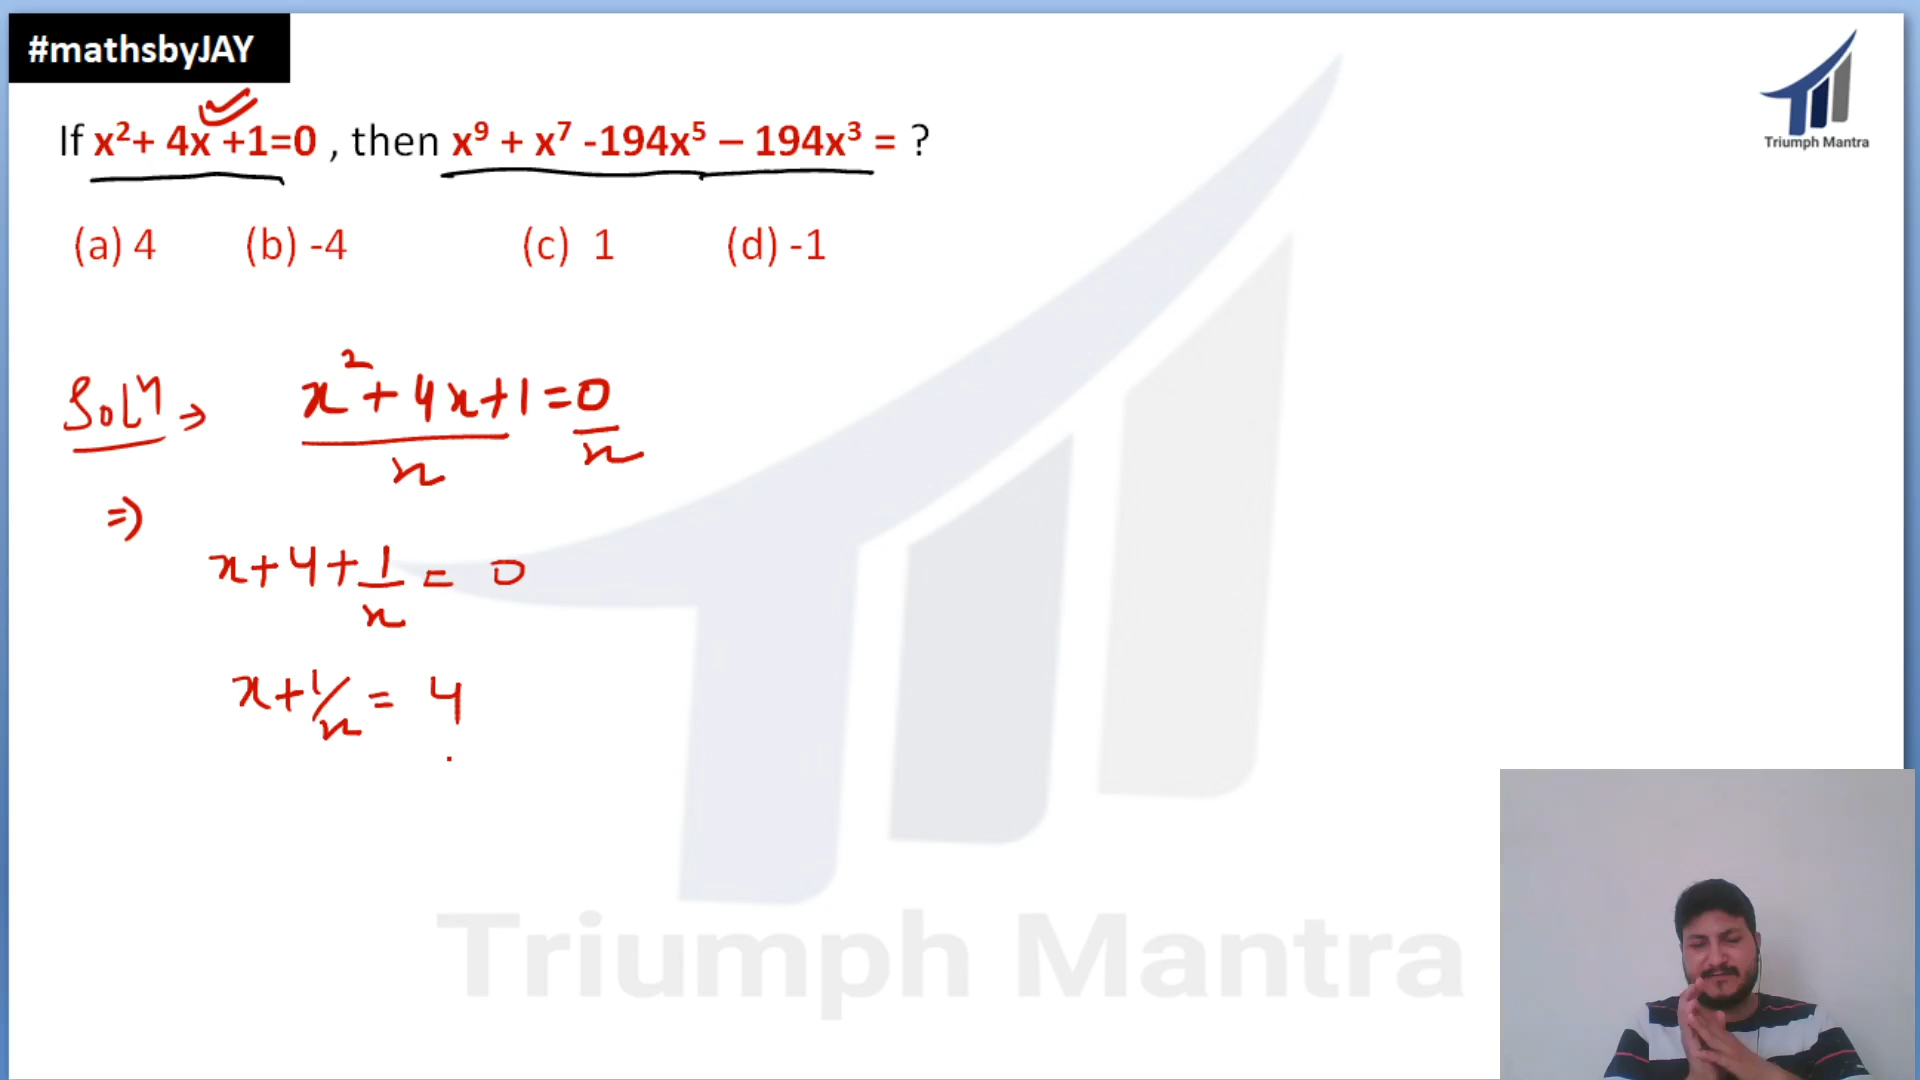 #mathsbyJAY
Triumph Mantra
If x²+ 4x +1=0 , then x⁹ + x⁷ -194x⁵ – 194x³ = ?
(a) 4 (b) -4 (c) 1 (d) -1
Solⁿ ⇒ x²+4x+1/x =0/x
⇒
x+4+1/x = 0
x+1/x = 4
Triumph Mantra